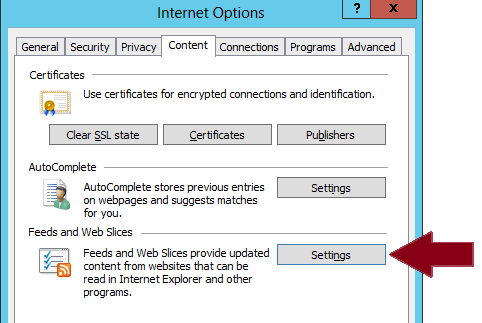 Internet Options
?
x
General Security Privacy Content Connections Programs Advanced
Certificates
Use certificates for encrypted connections and identification.
Clear SSL state Certificates Publishers
AutoComplete
AutoComplete stores previous entries
on webpages and suggests matches
for you.
Settings
Feeds and Web Slices
Feeds and Web Slices provide updated
content from websites that can be
read in Internet Explorer and other
programs.
Settings